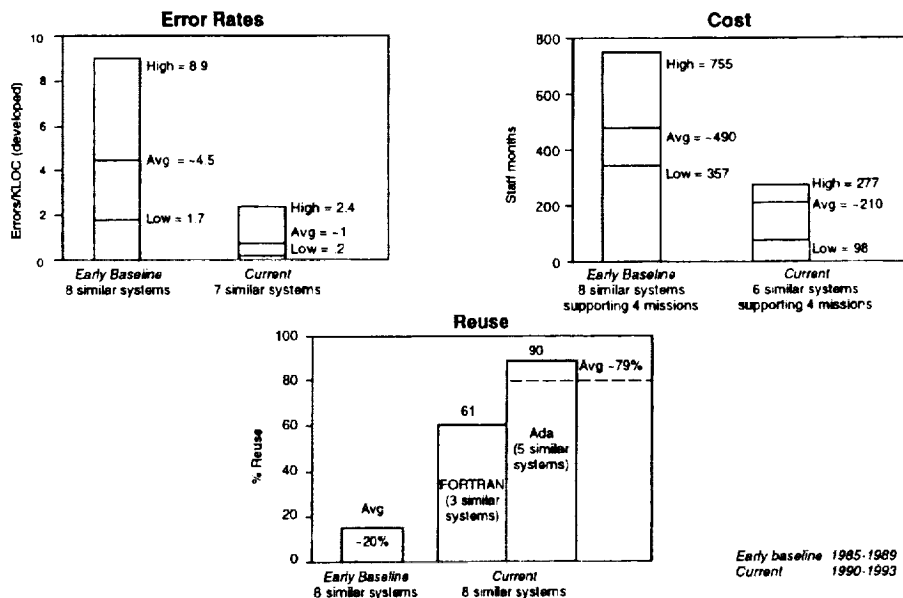 Error Rates
10
8
6
4
2
0
Errors/KLOC (developed)
High = 8.9
Avg = ~4.5
Low = 1.7
High = 2.4
Avg = ~1
Low = .2
Early Baseline
8 similar systems
Current
7 similar systems
Cost
800
600
400
200
0
Staff months
High = 755
Avg = ~490
Low = 357
High = 277
Avg = ~210
Low = 98
Early Baseline
8 similar systems
supporting 4 missions
Current
6 similar systems
supporting 4 missions
Reuse
100
80
60
40
20
0
% Reuse
Avg
~20%
61
FORTRAN
(3 similar
systems)
90
Ada
(5 similar
systems)
Avg ~79%
Early Baseline
8 similar systems
Current
8 similar systems
Early baseline 1985-1989
Current 1990-1993